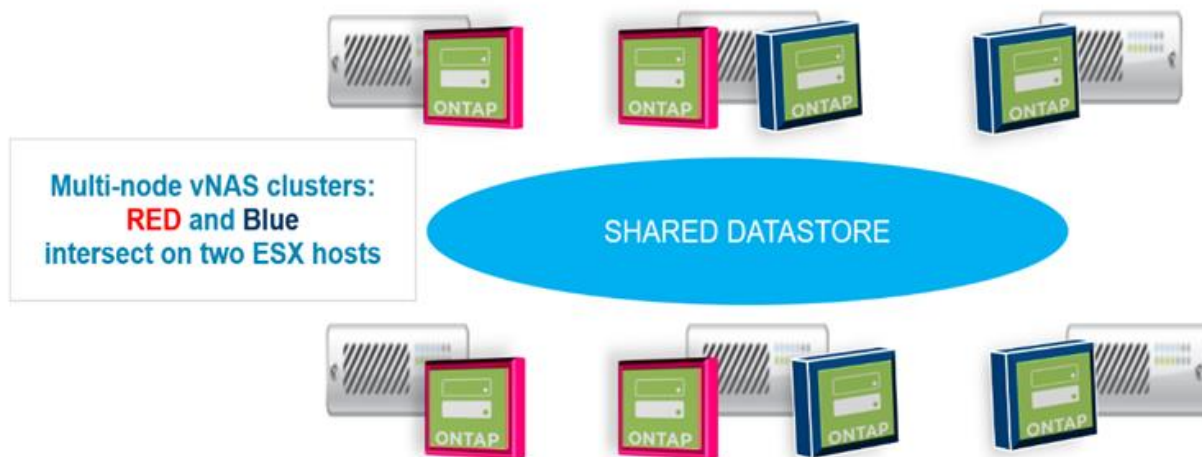 ONTAP
ONTAP
ONTAP
ONTAP
Multi-node vNAS clusters:
RED and Blue
intersect on two ESX hosts
SHARED DATASTORE
ONTAP
ONTAP
ONTAP
ONTAP